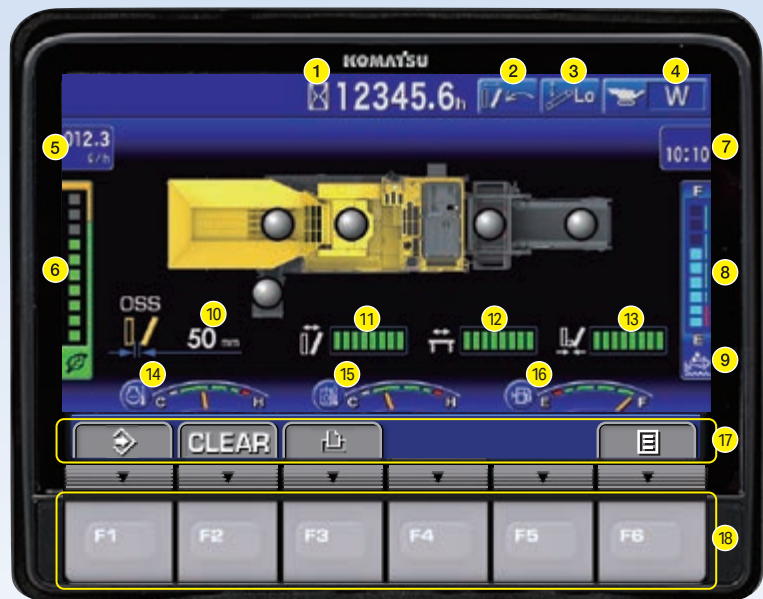 KOMATSU
1 12345.6h 2 3 Lo 4 W
5 012.3 G/h
7 10:10
F
6
8
OSS
10 50 mm
11 12 13
E
9
14 C H 15 C H 16 E F
CLEAR 17
F1 F2 F3 F4 F5 F6 18